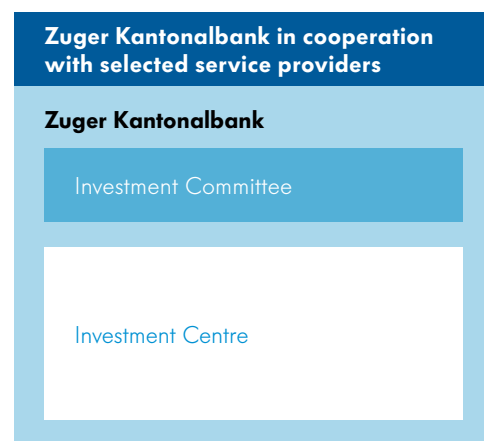 Zuger Kantonalbank in cooperation
with selected service providers
Zuger Kantonalbank
Investment Committee
Investment Centre